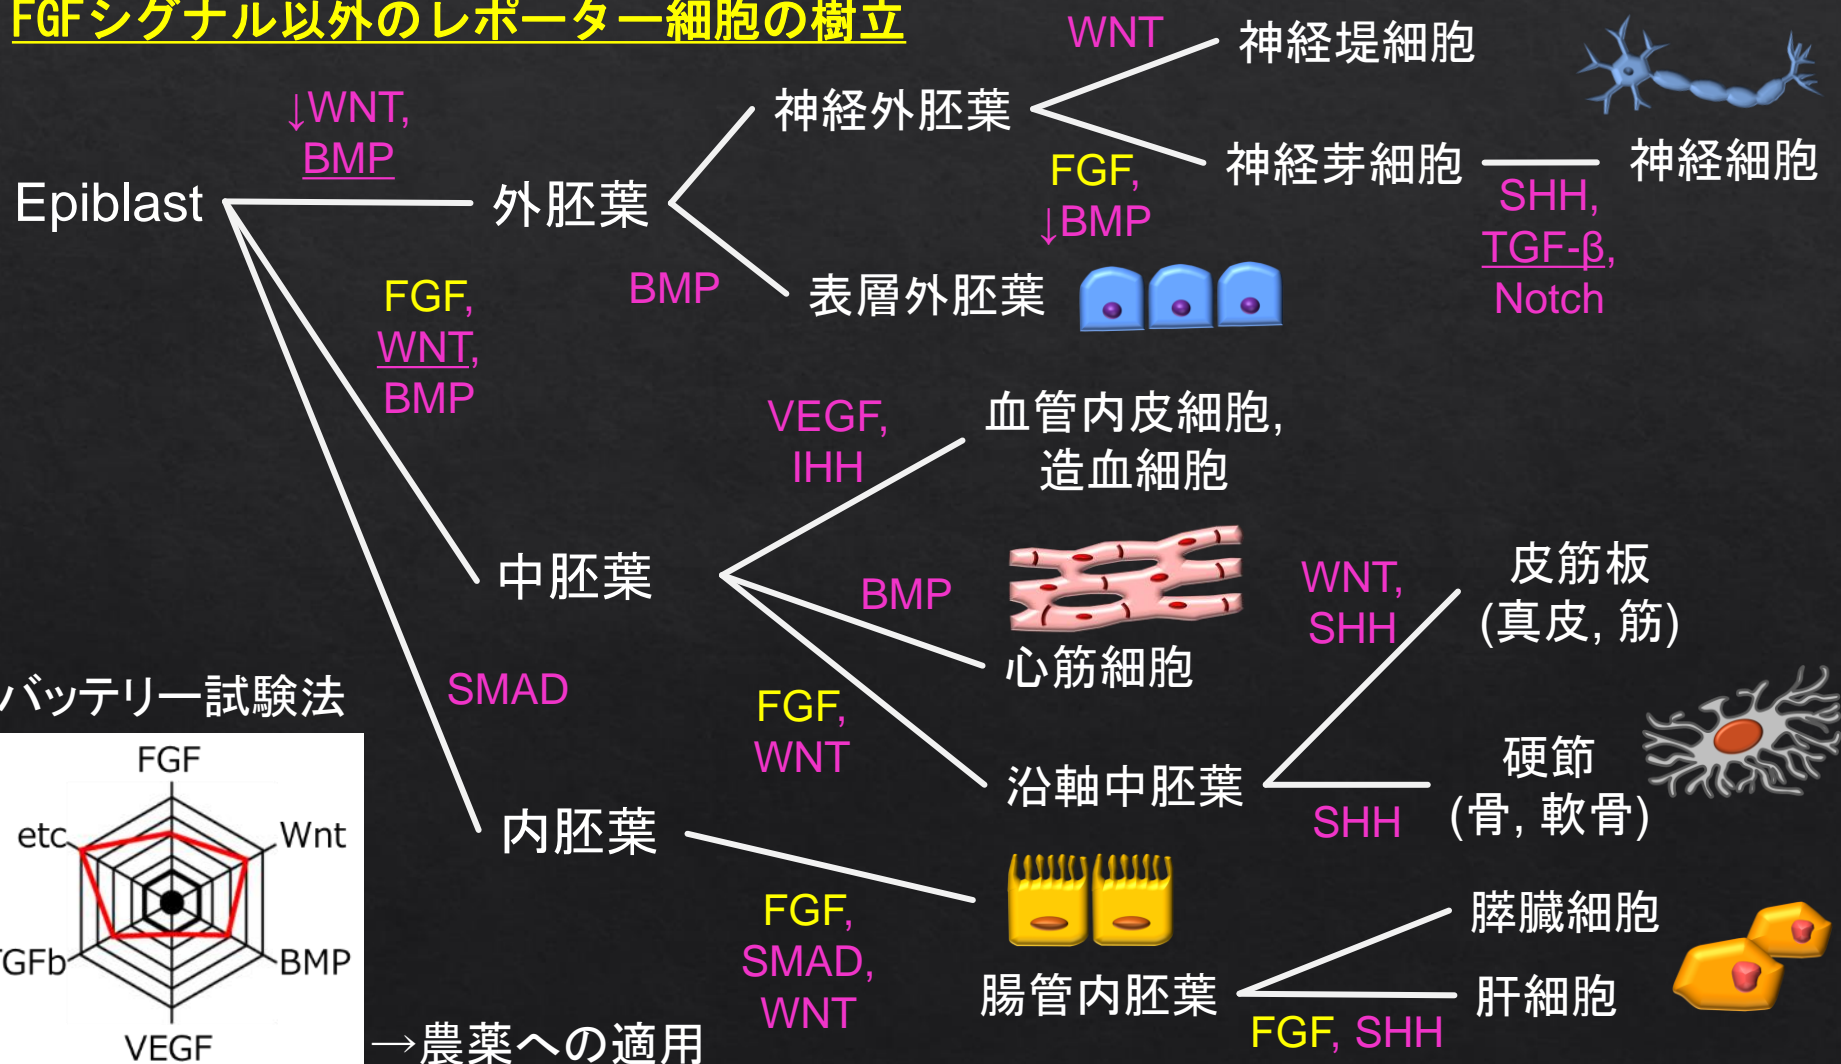 FGFシグナル以外のレポーター細胞の樹立
WNT
神経堤細胞
↓WNT,
BMP
神経外胚葉
FGF,
↓BMP
神経芽細胞
神経細胞
SHH,
TGF-β,
Notch
Epiblast
外胚葉
BMP
表層外胚葉
FGF,
WNT,
BMP
VEGF,
IHH
血管内皮細胞,
造血細胞
中胚葉
BMP
心筋細胞
WNT,
SHH
皮筋板
(真皮, 筋)
SMAD
FGF,
WNT
沿軸中胚葉
SHH
硬節
(骨, 軟骨)
内胚葉
FGF,
SMAD,
WNT
腸管内胚葉
膵臓細胞
肝細胞
FGF, SHH
バッテリー試験法
FGF
etc
Wnt
GFb
BMP
VEGF
→農薬への適用